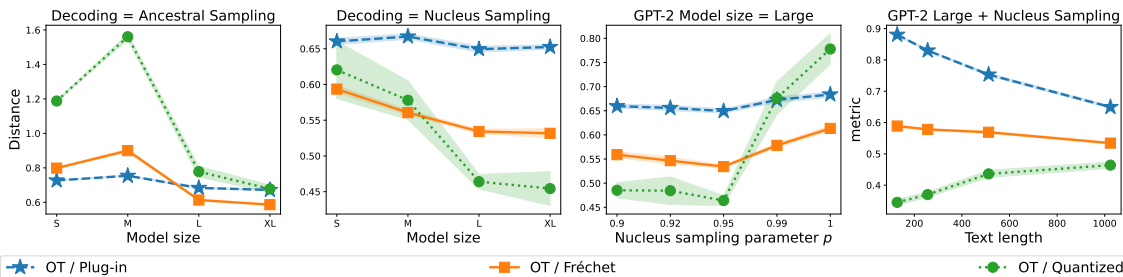 Decoding = Ancestral Sampling
Distance
1.6
1.4
1.2
1.0
0.8
0.6
S M L XL
Model size
Decoding = Nucleus Sampling
0.65
0.60
0.55
0.50
0.45
S M L XL
Model size
GPT-2 Model size = Large
0.80
0.75
0.70
0.65
0.60
0.55
0.50
0.45
0.9 0.92 0.95 0.99 1
Nucleus sampling parameter p
GPT-2 Large + Nucleus Sampling
metric
0.9
0.8
0.7
0.6
0.5
0.4
200 400 600 800 1000
Text length
OT / Plug-in OT / Fréchet OT / Quantized